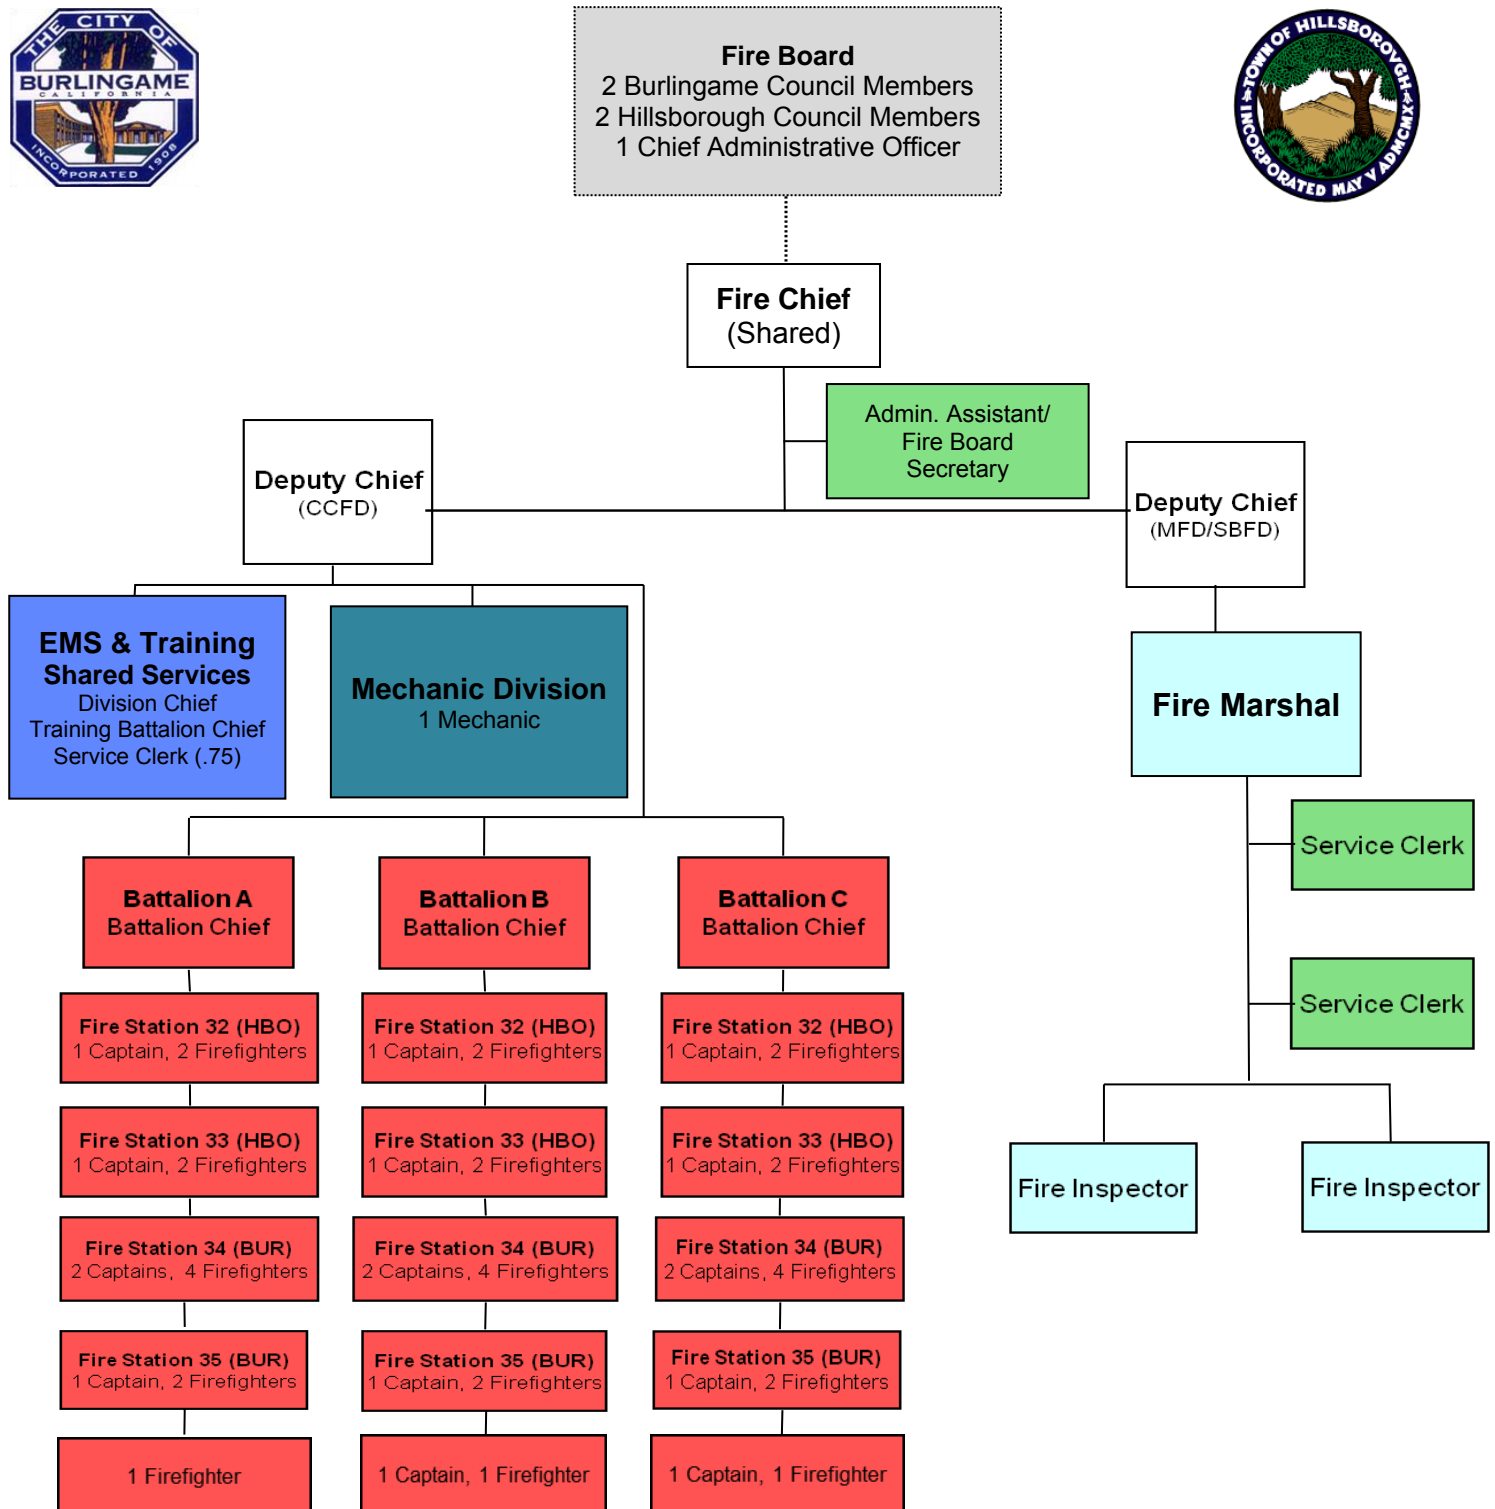 THE CITY OF
BURLINGAME
CALIFORNIA
INCORPORATED 1908
Fire Board
2 Burlingame Council Members
2 Hillsborough Council Members
1 Chief Administrative Officer
TOWN OF HILLSBOROVGH
INCORPORATED MAY V ADMCMX
Fire Chief
(Shared)
Admin. Assistant/
Fire Board
Secretary
Deputy Chief
(CCFD)
Deputy Chief
(MFD/SBFD)
EMS & Training
Shared Services
Division Chief
Training Battalion Chief
Service Clerk (.75)
Mechanic Division
1 Mechanic
Fire Marshal
Service Clerk
Service Clerk
Fire Inspector
Fire Inspector
Battalion A
Battalion Chief
Fire Station 32 (HBO)
1 Captain, 2 Firefighters
Fire Station 33 (HBO)
1 Captain, 2 Firefighters
Fire Station 34 (BUR)
2 Captains, 4 Firefighters
Fire Station 35 (BUR)
1 Captain, 2 Firefighters
1 Firefighter
Battalion B
Battalion Chief
Fire Station 32 (HBO)
1 Captain, 2 Firefighters
Fire Station 33 (HBO)
1 Captain, 2 Firefighters
Fire Station 34 (BUR)
2 Captains, 4 Firefighters
Fire Station 35 (BUR)
1 Captain, 2 Firefighters
1 Captain, 1 Firefighter
Battalion C
Battalion Chief
Fire Station 32 (HBO)
1 Captain, 2 Firefighters
Fire Station 33 (HBO)
1 Captain, 2 Firefighters
Fire Station 34 (BUR)
2 Captains, 4 Firefighters
Fire Station 35 (BUR)
1 Captain, 2 Firefighters
1 Captain, 1 Firefighter